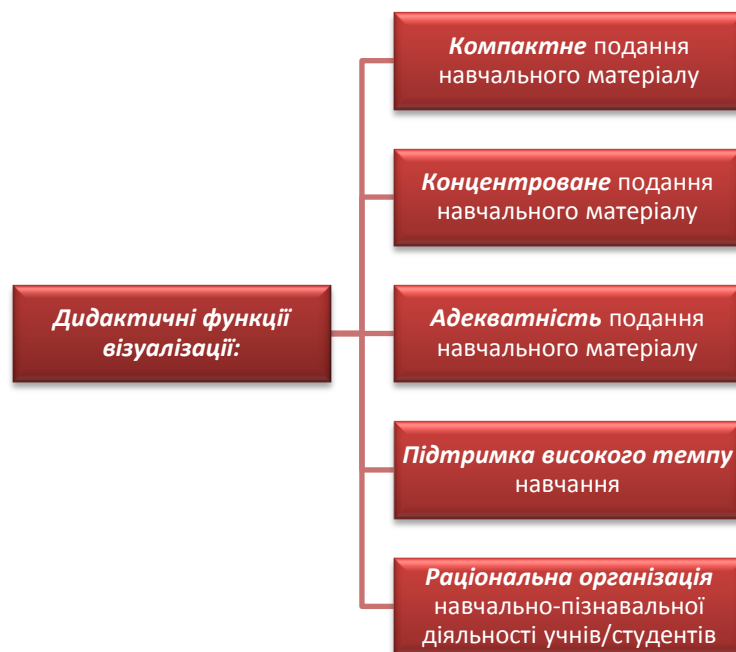 Компактне подання
навчального матеріалу
Концентроване подання
навчального матеріалу
Дидактичні функції
візуалізації:
Адекватність подання
навчального матеріалу
Підтримка високого темпу
навчання
Раціональна організація
навчально-пізнавальної
діяльності учнів/студентів